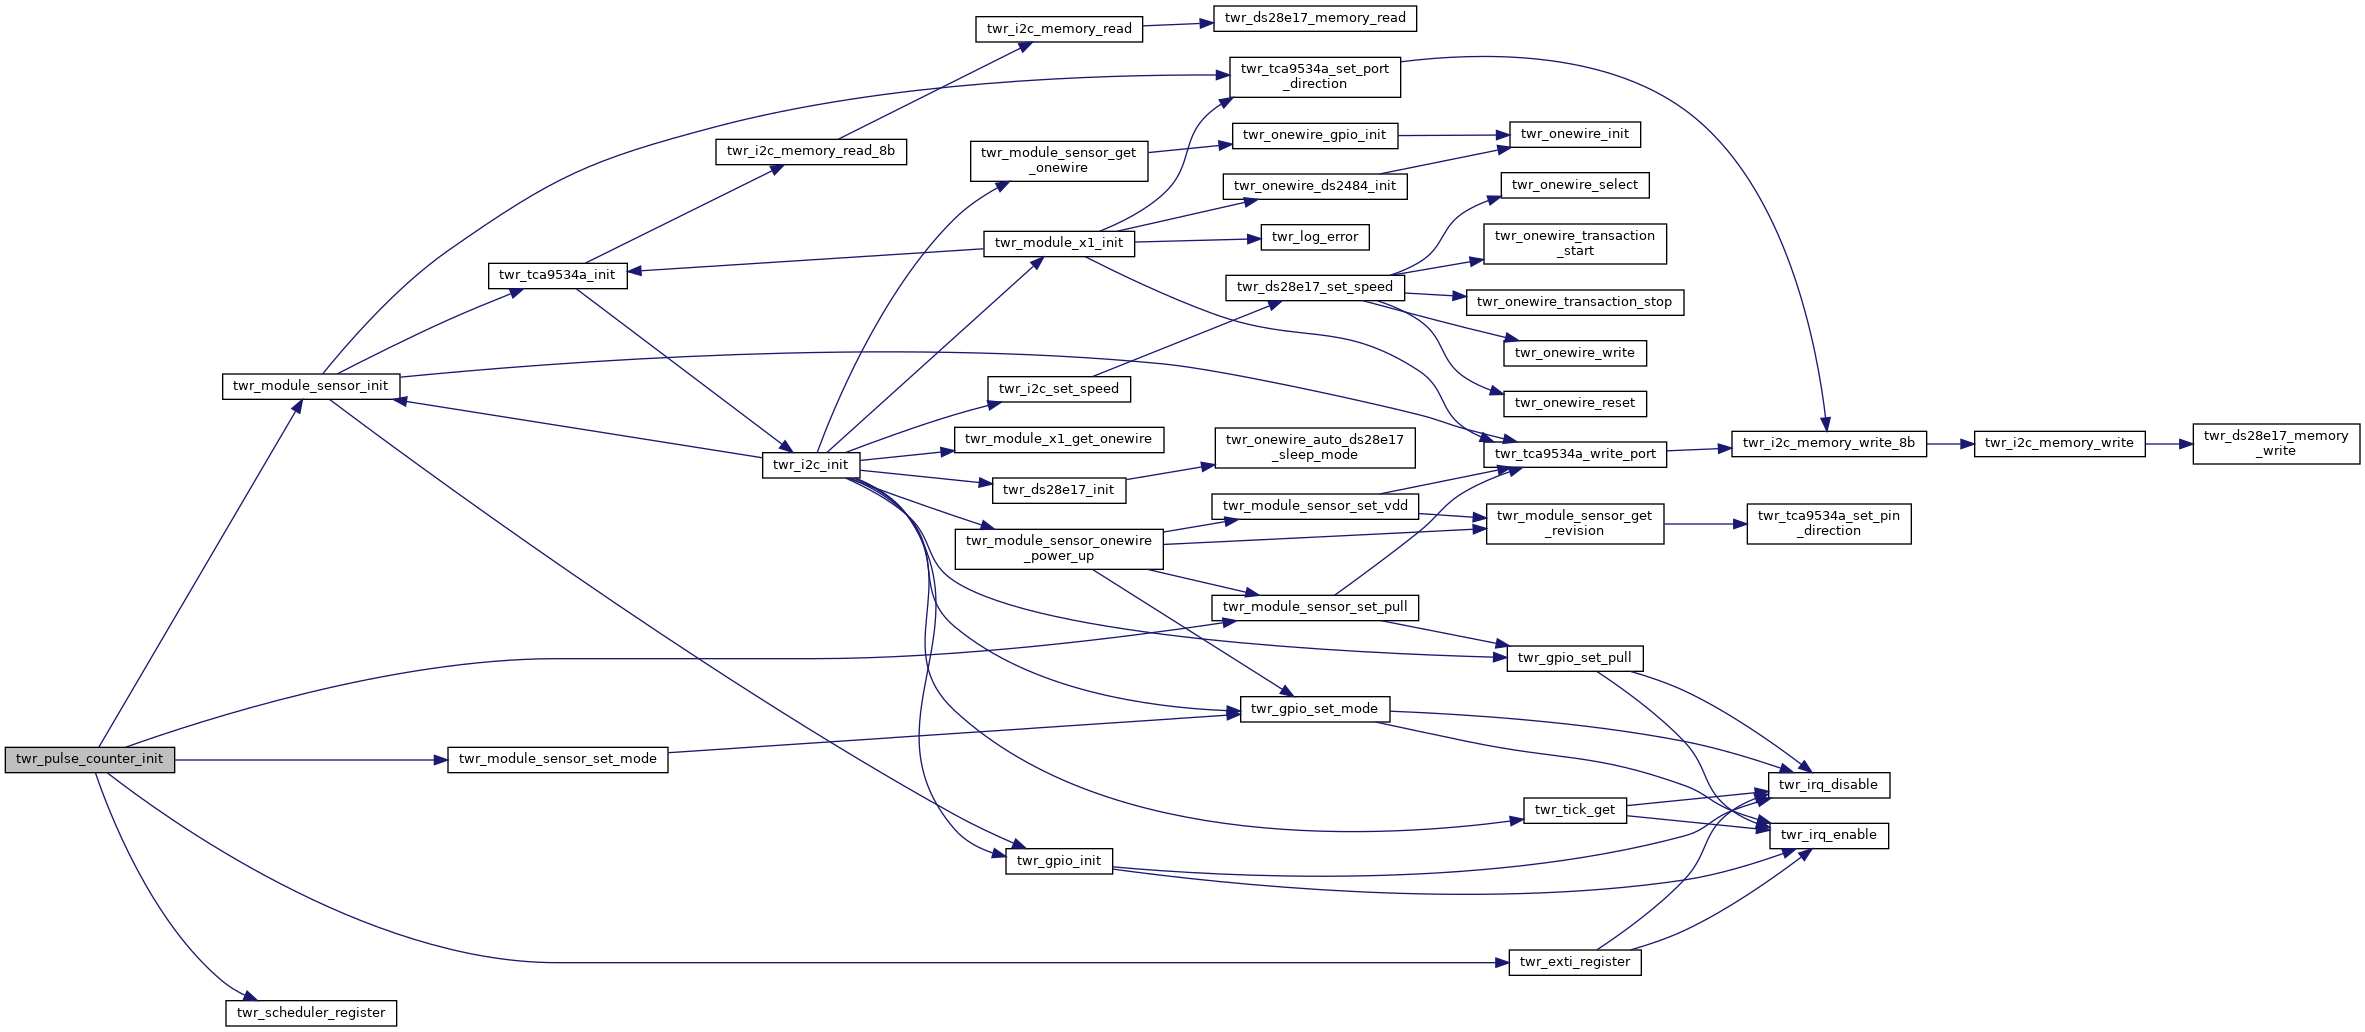 twr_pulse_counter_init
twr_module_sensor_init
twr_scheduler_register
twr_tca9534a_init
twr_module_sensor_set_mode
twr_i2c_memory_read_8b
twr_i2c_init
twr_i2c_memory_read
twr_module_sensor_get
_onewire
twr_module_x1_init
twr_i2c_set_speed
twr_module_x1_get_onewire
twr_ds28e17_init
twr_module_sensor_onewire
_power_up
twr_gpio_init
twr_ds28e17_memory_read
twr_tca9534a_set_port
_direction
twr_onewire_gpio_init
twr_onewire_ds2484_init
twr_log_error
twr_ds28e17_set_speed
twr_onewire_auto_ds28e17
_sleep_mode
twr_module_sensor_set_vdd
twr_module_sensor_set_pull
twr_gpio_set_mode
twr_onewire_init
twr_onewire_select
twr_onewire_transaction
_start
twr_onewire_transaction_stop
twr_onewire_write
twr_onewire_reset
twr_tca9534a_write_port
twr_module_sensor_get
_revision
twr_gpio_set_pull
twr_tick_get
twr_exti_register
twr_i2c_memory_write_8b
twr_tca9534a_set_pin
_direction
twr_irq_disable
twr_irq_enable
twr_i2c_memory_write
twr_ds28e17_memory
_write